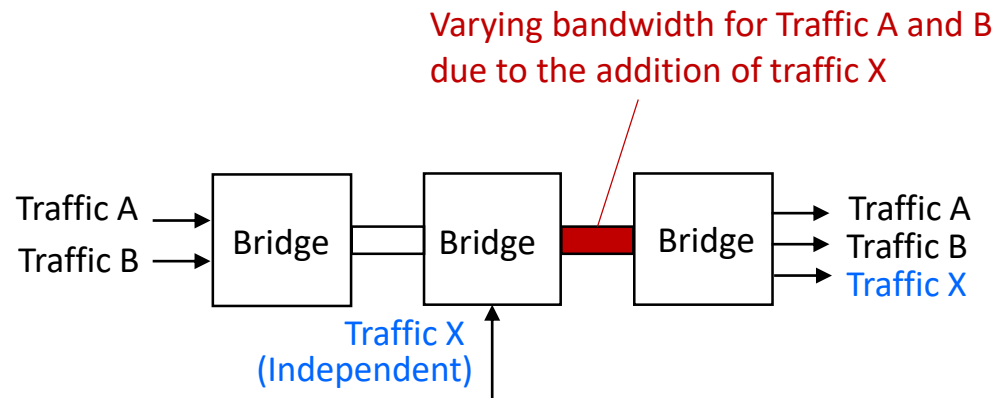 Varying bandwidth for Traffic A and B
due to the addition of traffic X
Traffic A
Traffic B
Bridge
Bridge
Bridge
Traffic A
Traffic B
Traffic X
Traffic X
(Independent)